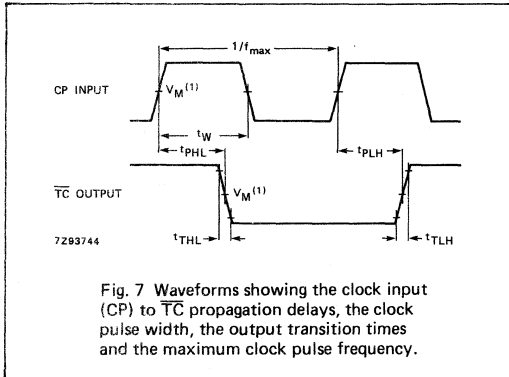 1/fmax
CP INPUT
VM(1)
tW
tPHL
tPLH
TC OUTPUT
VM(1)
7Z93744
tTHL
tTLH
Fig. 7 Waveforms showing the clock input
(CP) to TC propagation delays, the clock
pulse width, the output transition times
and the maximum clock pulse frequency.